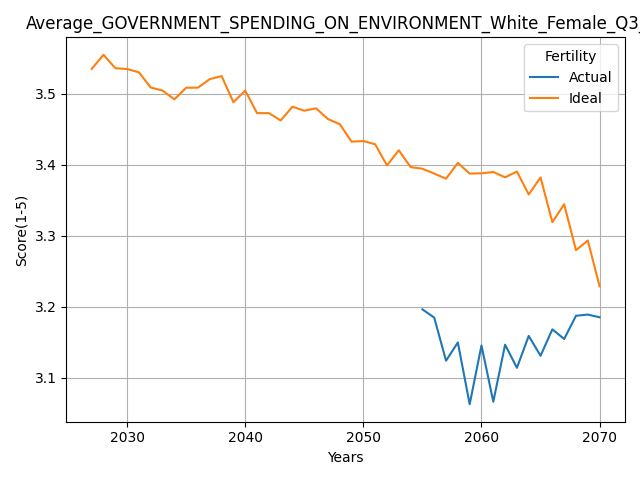 Average_GOVERNMENT_SPENDING_ON_ENVIRONMENT_White_Female_Q3_
Fertility
Actual
Ideal
3.5
3.4
3.3
3.2
3.1
Score(1-5)
2030 2040 2050 2060 2070
Years